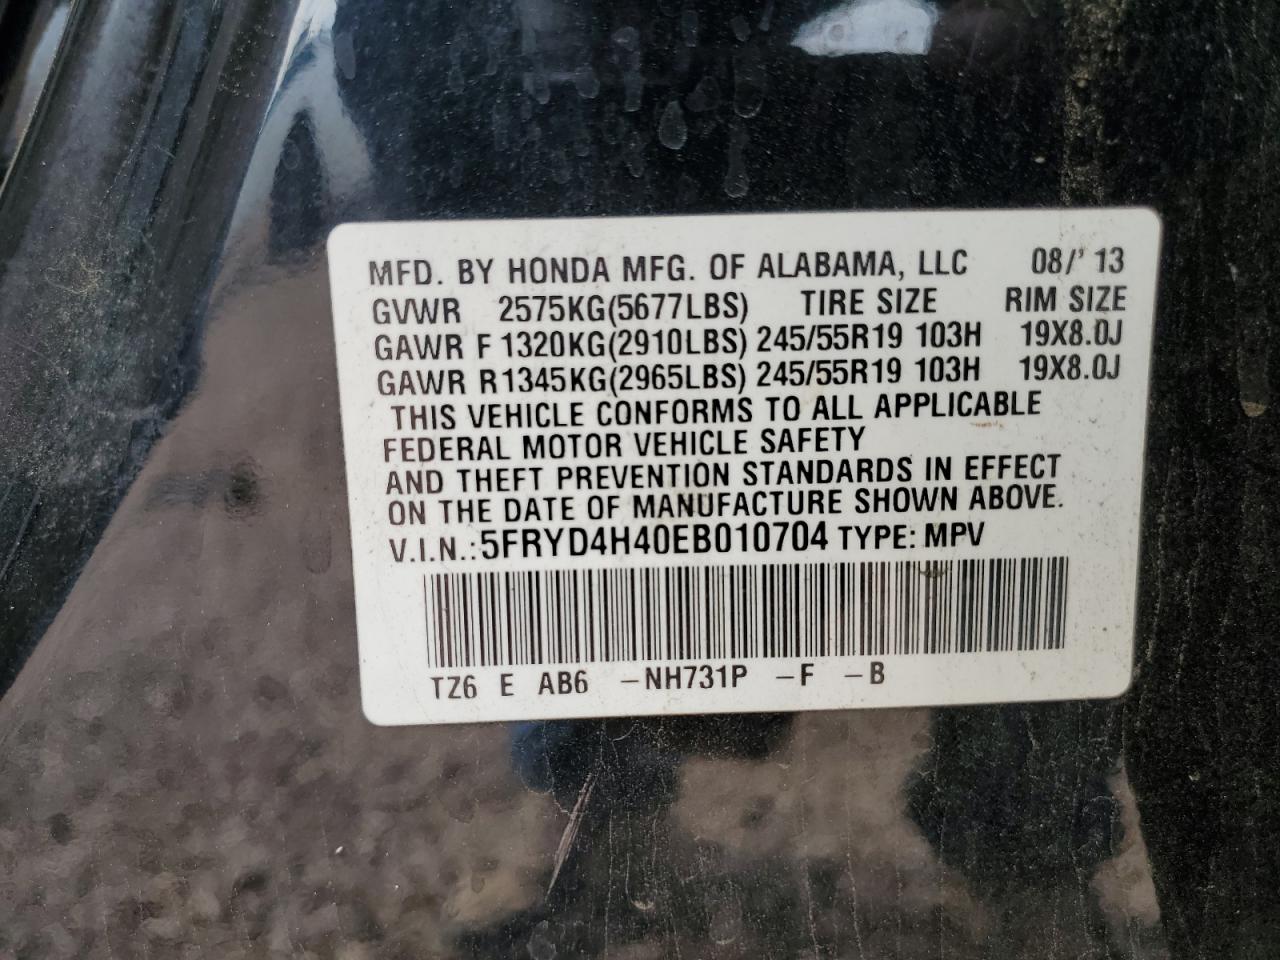 MFD. BY HONDA MFG. OF ALABAMA, LLC 08/' 13
GVWR 2575KG(5677LBS) TIRE SIZE RIM SIZE
GAWR F 1320KG(2910LBS) 245/55R19 103H 19X8.0J
GAWR R 1345KG(2965LBS) 245/55R19 103H 19X8.0J
THIS VEHICLE CONFORMS TO ALL APPLICABLE
FEDERAL MOTOR VEHICLE SAFETY
AND THEFT PREVENTION STANDARDS IN EFFECT
ON THE DATE OF MANUFACTURE SHOWN ABOVE.
V.I.N.: 5FRYD4H40EB010704 TYPE: MPV
TZ6 E AB6 -NH731P -F -B